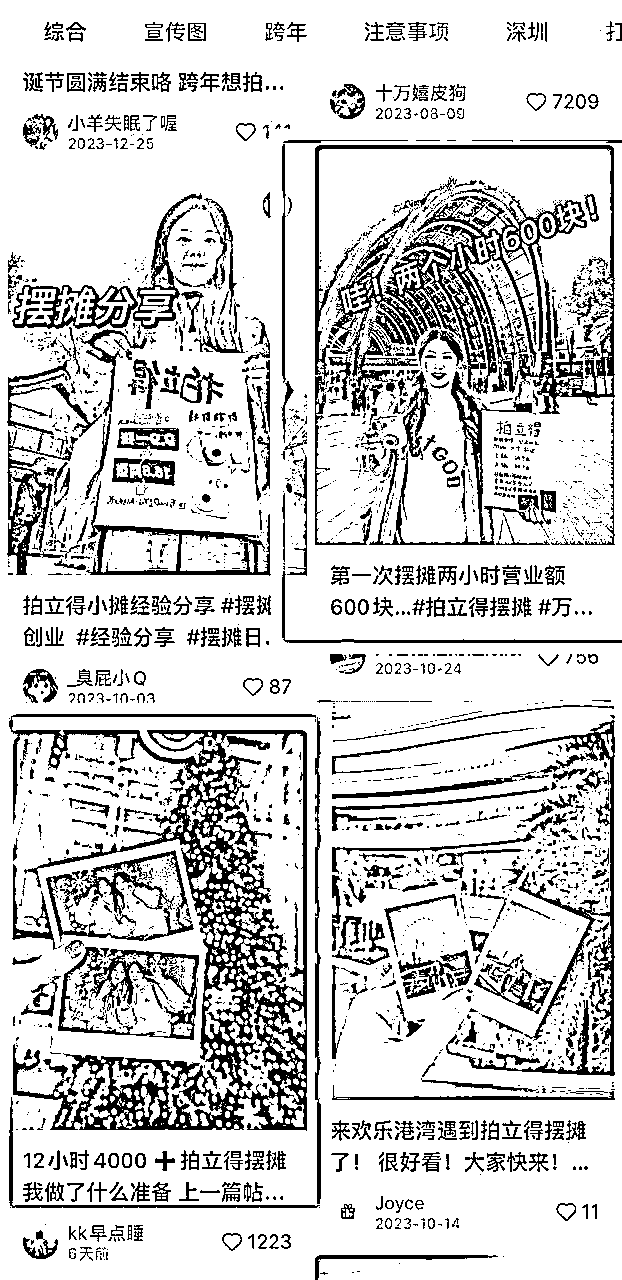 综合 宣传图 跨年 注意事项 深圳
诞节圆满结束咯 跨年想拍...
小羊失眠了喔
2023-12-25
摆摊分享
拍立得
拍立得小摊经验分享 #摆摊
创业 #经验分享 #摆摊日.
_臭屁小Q
2023-10-03
87
12小时4000➕拍立得摆摊
我做了什么准备 上一篇帖...
kk早点睡
6天前
1223
十万嬉皮狗
2023-08-09
7209
哇！两个小时600块！
拍立得
第一次摆摊两小时营业额
600块...#拍立得摆摊 #万...
2023-10-24
756
来欢乐港湾遇到拍立得摆摊
了！ 很好看！大家快来！...
Joyce
2023-10-14
11